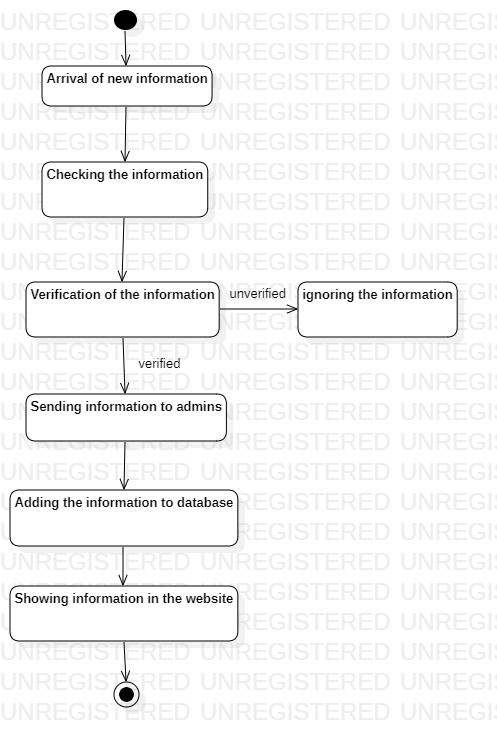 Arrival of new information
Checking the information
Verification of the information
unverified
ignoring the information
verified
Sending information to admins
Adding the information to database
Showing information in the website
UNREGISTERED